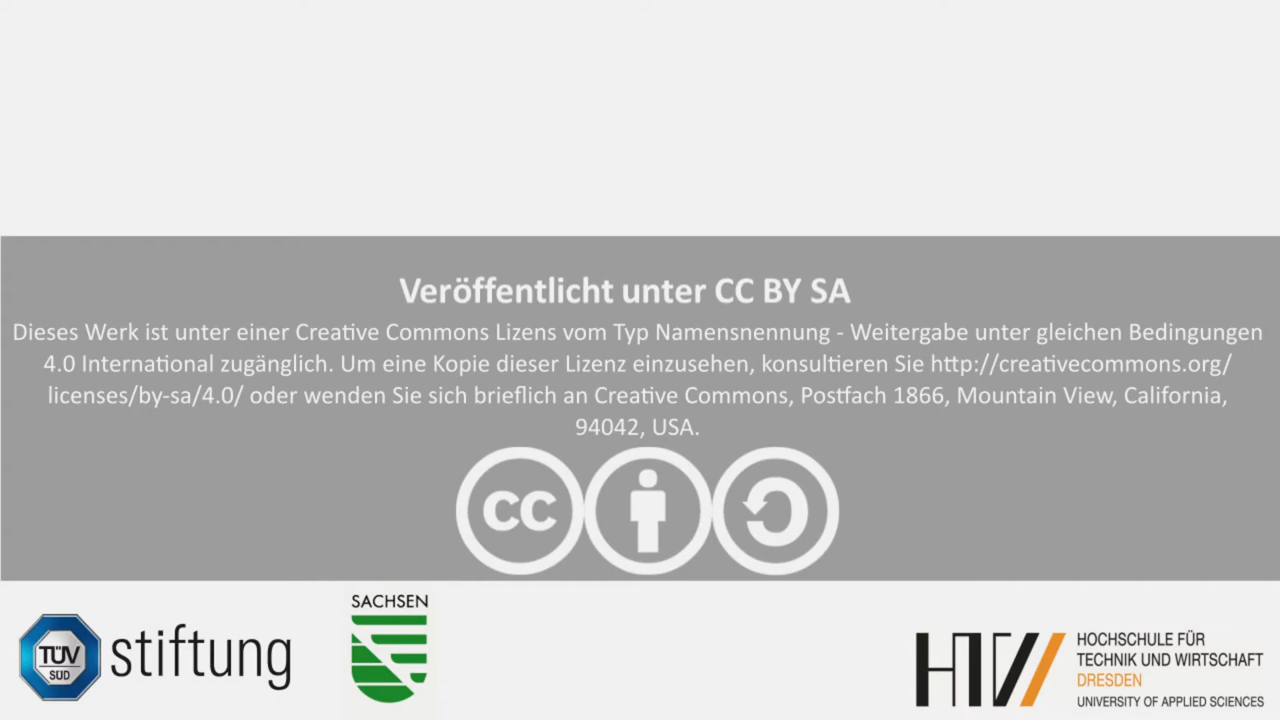 Veröffentlicht unter CC BY SA
Dieses Werk ist unter einer Creative Commons Lizens vom Typ Namensnennung - Weitergabe unter gleichen Bedingungen
4.0 International zugänglich. Um eine Kopie dieser Lizenz einzusehen, konsultieren Sie http://creativecommons.org/
licenses/by-sa/4.0/ oder wenden Sie sich brieflich an Creative Commons, Postfach 1866, Mountain View, California,
94042, USA.
cc
TÜV
SÜD
stiftung
SACHSEN
HTW
HOCHSCHULE FÜR
TECHNIK UND WIRTSCHAFT
DRESDEN
UNIVERSITY OF APPLIED SCIENCES